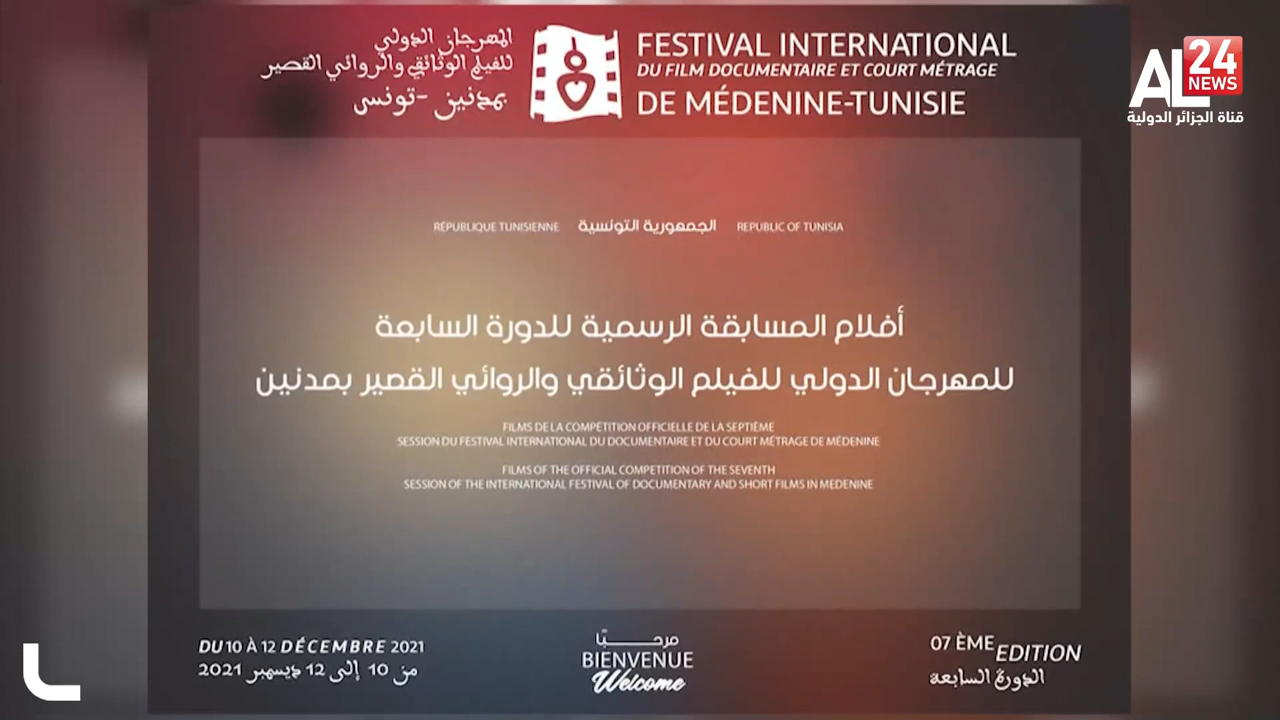 المهرجان الدولي
للفيلم الوثائقي والروائي القصير
بمدنين -تونس
FESTIVAL INTERNATIONAL
DU FILM DOCUMENTAIRE ET COURT MÉTRAGE
DE MÉDENINE-TUNISIE
AL 24 NEWS
قناة الجزائر الدولية
RÉPUBLIQUE TUNISIENNE الجمهورية التونسية REPUBLIC OF TUNISIA
أفلام المسابقة الرسمية للدورة السابعة
للمهرجان الدولي للفيلم الوثائقي والروائي القصير بمدنين
FILMS DE LA COMPÉTITION OFFICIELLE DE LA SEPTIÈME
SESSION DU FESTIVAL INTERNATIONAL DU DOCUMENTAIRE ET DU COURT MÉTRAGE DE MÉDENINE
FILMS OF THE OFFICIAL COMPETITION OF THE SEVENTH
SESSION OF THE INTERNATIONAL FESTIVAL OF DOCUMENTARY AND SHORT FILMS IN MEDENINE
DU 10 À 12 DÉCEMBRE 2021
من 10 إلى 12 ديسمبر 2021
مرحبًا
BIENVENUE
Welcome
07 ÈME EDITION
الدورة السابعة